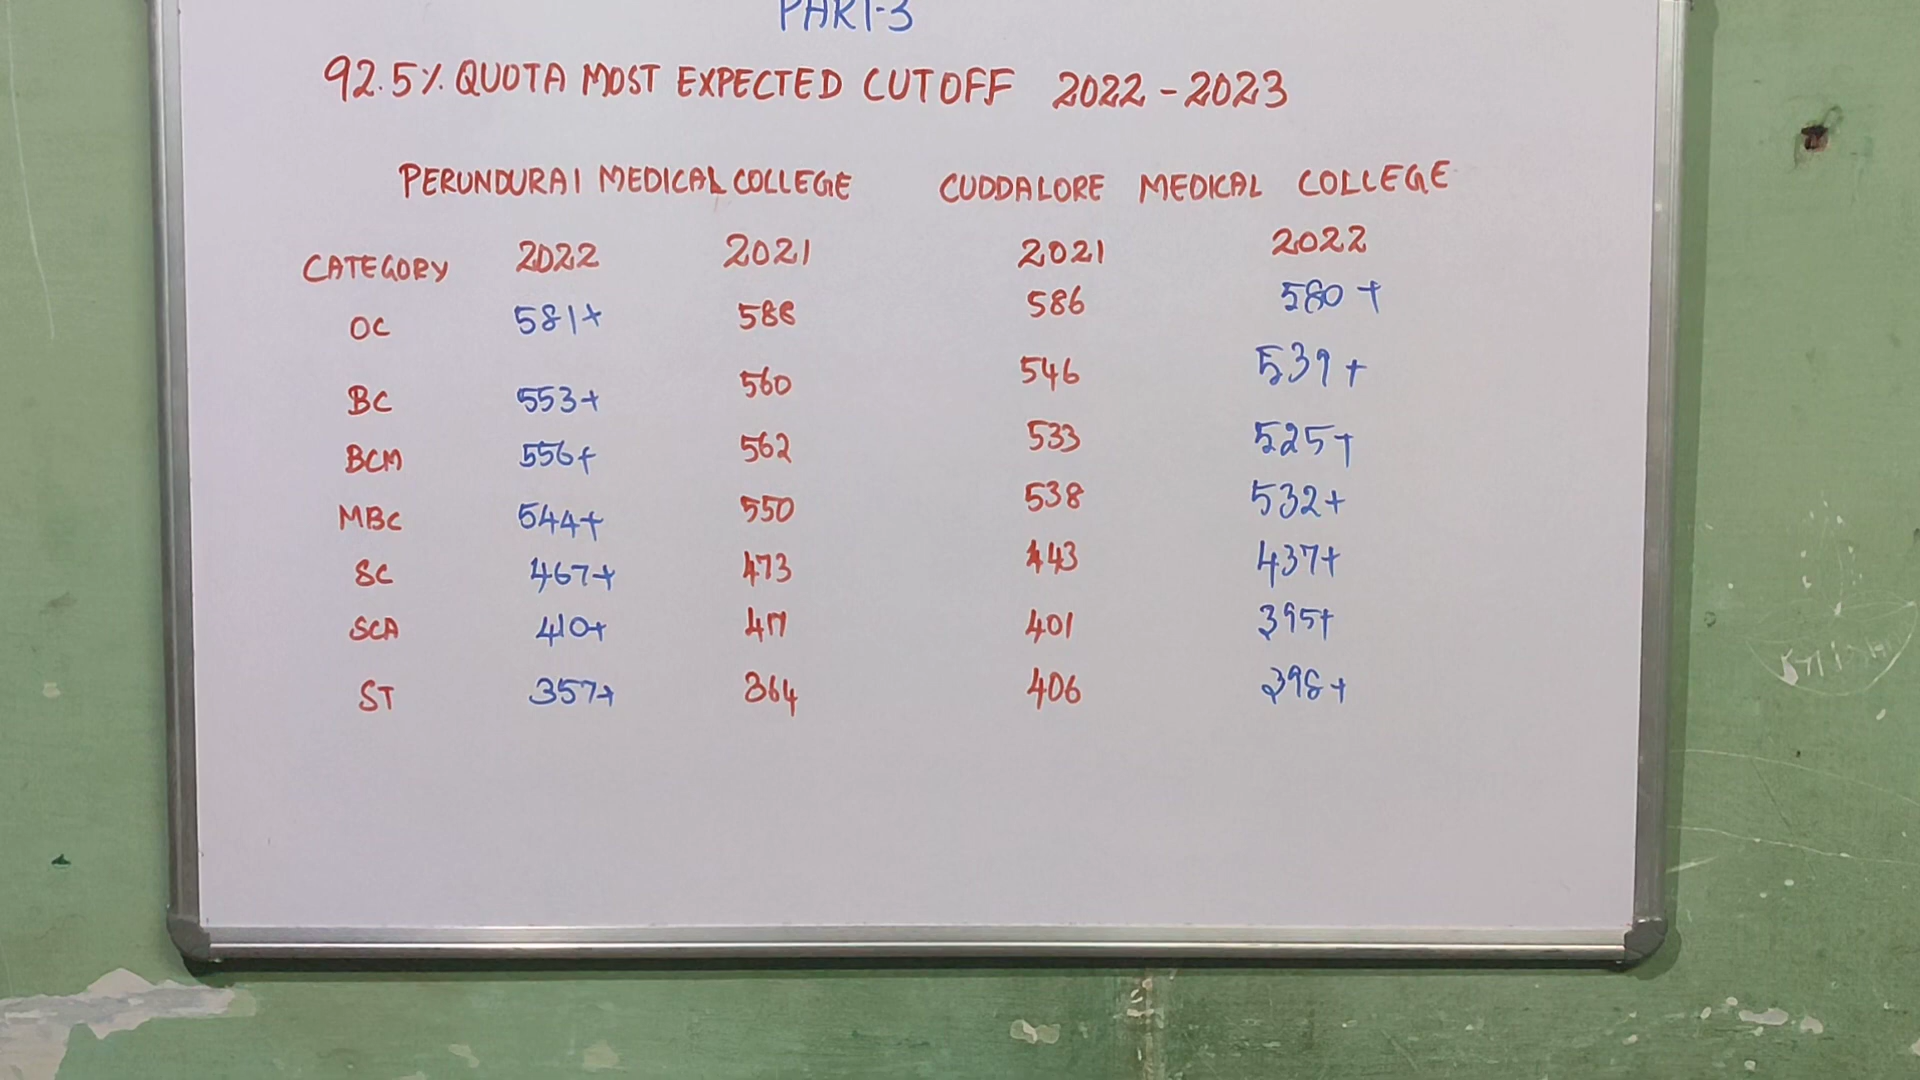 PART-3
92.5% QUOTA MOST EXPECTED CUTOFF 2022-2023
PERUNDURAI MEDICAL COLLEGE CUDDALORE MEDICAL COLLEGE
CATEGORY 2022 2021 2021 2022
OC 581+ 588 586 580+
BC 553+ 560 546 539+
BCM 556+ 562 533 525+
MBC 544+ 550 538 532+
SC 467+ 473 443 437+
SCA 410+ 417 401 395+
ST 357+ 364 406 398+